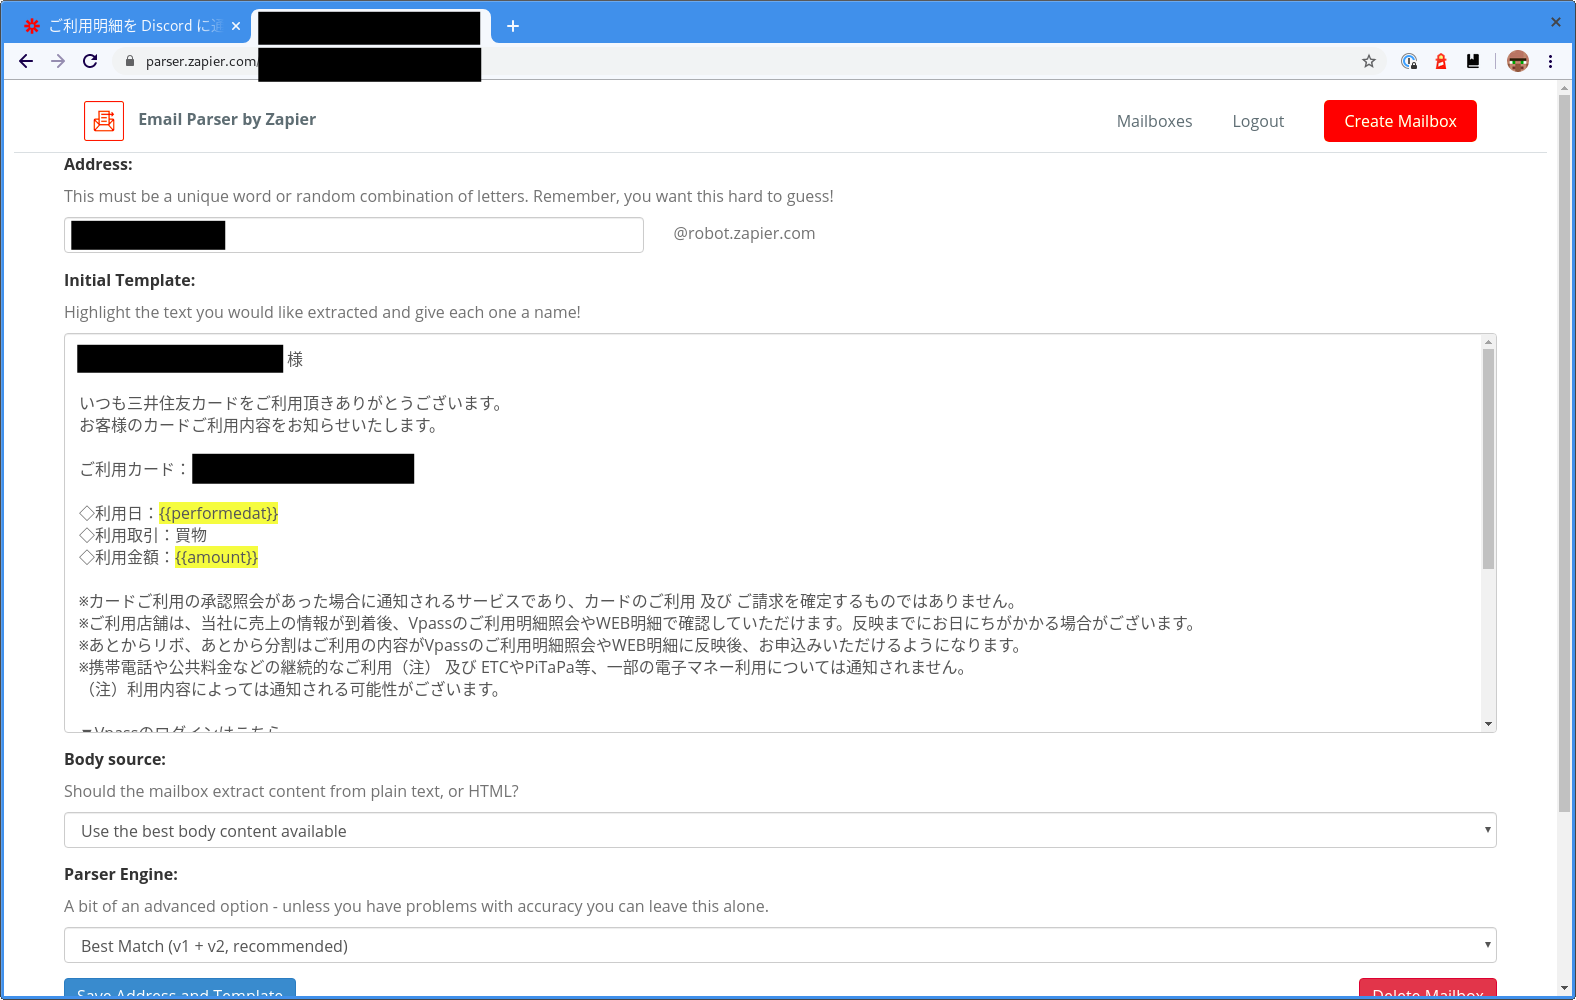 ご利用明細を Discord に通
parser.zapier.com/
Email Parser by Zapier
Mailboxes
Logout
Create Mailbox
Address:
This must be a unique word or random combination of letters. Remember, you want this hard to guess!
@robot.zapier.com
Initial Template:
Highlight the text you would like extracted and give each one a name!
様
いつも三井住友カードをご利用頂きありがとうございます。
お客様のカードご利用内容をお知らせいたします。
ご利用カード：
◇利用日：{{performedat}}
◇利用取引：買物
◇利用金額：{{amount}}
※カードご利用の承認照会があった場合に通知されるサービスであり、カードのご利用 及び ご請求を確定するものではありません。
※ご利用店舗は、当社に売上の情報が到着後、Vpassのご利用明細照会やWEB明細で確認していただけます。反映までにお日にちがかかる場合がございます。
※あとからリボ、あとから分割はご利用の内容がVpassのご利用明細照会やWEB明細に反映後、お申込みいただけるようになります。
※携帯電話や公共料金などの継続的なご利用（注） 及び ETCやPiTaPa等、一部の電子マネー利用については通知されません。
（注）利用内容によっては通知される可能性がございます。
▼Vpassのログインはこちら
Body source:
Should the mailbox extract content from plain text, or HTML?
Use the best body content available
Parser Engine:
A bit of an advanced option - unless you have problems with accuracy you can leave this alone.
Best Match (v1 + v2, recommended)
Save Address and Template
Delete Mailbox